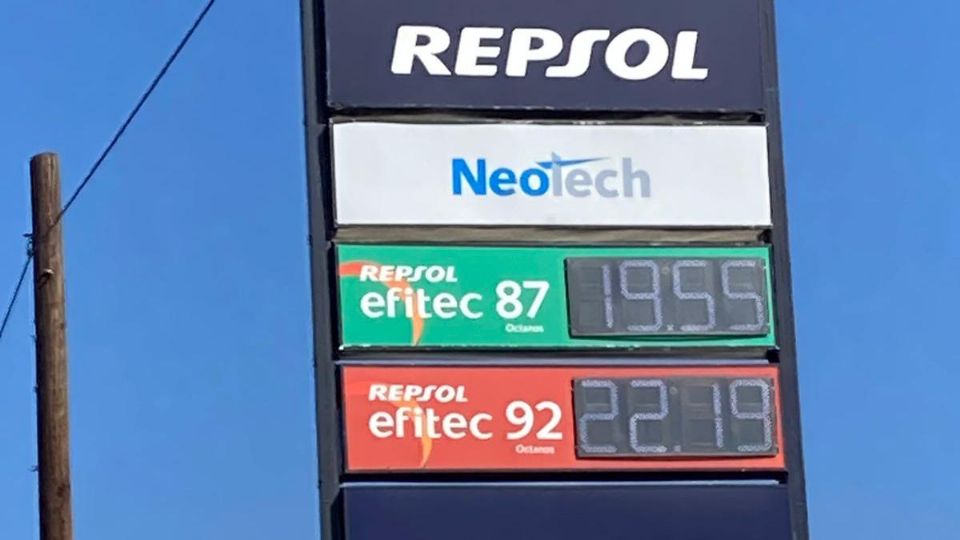 REPSOL
NeoTech
REPSOL
efitec 87
Octanos
19.55
REPSOL
efitec 92
Octanos
22.19